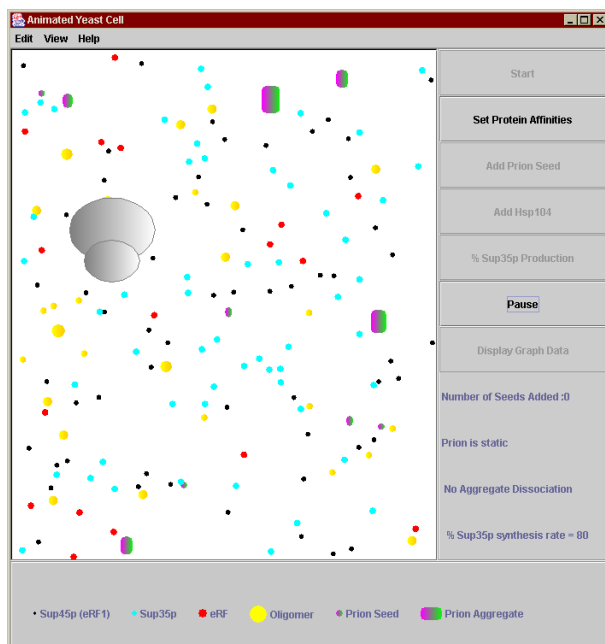 Animated Yeast Cell
Edit View Help
Start
Set Protein Affinities
Add Prion Seed
Add Hsp104
% Sup35p Production
Pause
Display Graph Data
Number of Seeds Added :0
Prion is static
No Aggregate Dissociation
% Sup35p synthesis rate = 80
Sup45p (eRF1) Sup35p eRF Oligomer Prion Seed Prion Aggregate